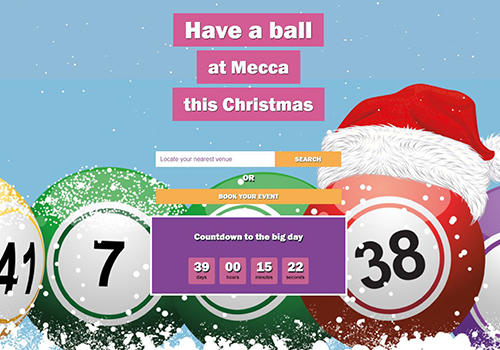 Have a ball
at Mecca
this Christmas
Locate your nearest venue
SEARCH
OR
BOOK YOUR EVENT
Countdown to the big day
39 00 15 22
days hours minutes seconds
41
7
38